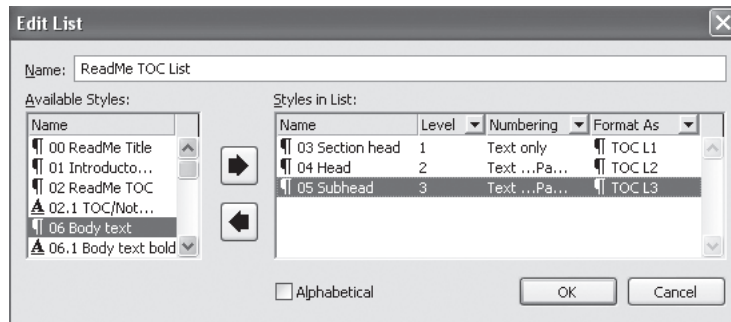 Edit List
Name: ReadMe TOC List
Available Styles: Styles in List:
Name Name Level Numbering Format As
¶ 00 ReadMe Title ¶ 03 Section head 1 Text only ¶ TOC L1
¶ 01 Introducto... ¶ 04 Head 2 Text ...Pa... ¶ TOC L2
¶ 02 ReadMe TOC ¶ 05 Subhead 3 Text ...Pa... ¶ TOC L3
A 02.1 TOC/Not...
¶ 06 Body text
A 06.1 Body text bold
Alphabetical OK Cancel